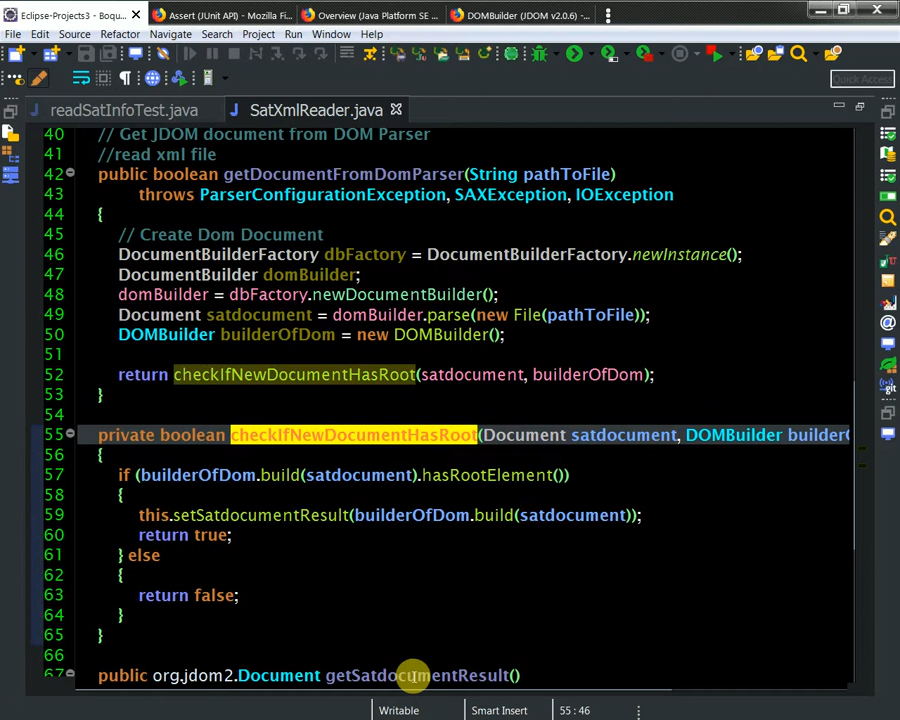 Eclipse-Projects3 - Boqu...
Assert (JUnit API) - Mozilla Fi...
Overview (Java Platform SE ...
DOMBuilder (JDOM v2.0.6) - ...
File Edit Source Refactor Navigate Search Project Run Window Help
Quick Access
readSatInfoTest.java
SatXmlReader.java
40 // Get JDOM document from DOM Parser
41 //read xml file
42 public boolean getDocumentFromDomParser(String pathToFile)
43 throws ParserConfigurationException, SAXException, IOException
44 {
45 // Create Dom Document
46 DocumentBuilderFactory dbFactory = DocumentBuilderFactory.newInstance();
47 DocumentBuilder domBuilder;
48 domBuilder = dbFactory.newDocumentBuilder();
49 Document satdocument = domBuilder.parse(new File(pathToFile));
50 DOMBuilder builderOfDom = new DOMBuilder();
51
52 return checkIfNewDocumentHasRoot(satdocument, builderOfDom);
53 }
54
55 private boolean checkIfNewDocumentHasRoot(Document satdocument, DOMBuilder builderO
56 {
57 if (builderOfDom.build(satdocument).hasRootElement())
58 {
59 this.setSatdocumentResult(builderOfDom.build(satdocument));
60 return true;
61 } else
62 {
63 return false;
64 }
65 }
66
67 public org.jdom2.Document getSatdocumentResult()
Writable
Smart Insert
55 : 46